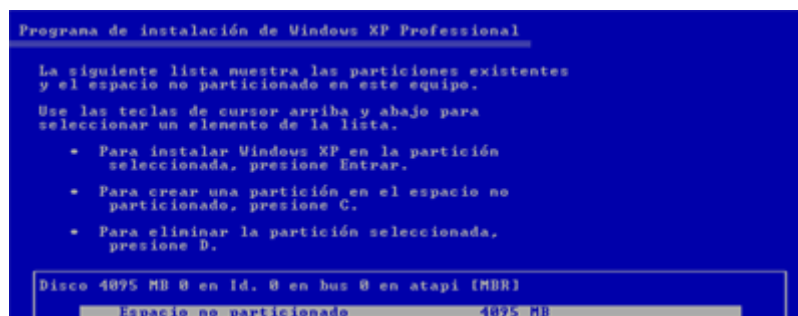 Programa de instalación de Windows XP Professional
La siguiente lista muestra las particiones existentes
y el espacio no particionado en este equipo.
Use las teclas de cursor arriba y abajo para
seleccionar un elemento de la lista.
• Para instalar Windows XP en la partición
seleccionada, presione Entrar.
• Para crear una partición en el espacio no
particionado, presione C.
• Para eliminar la partición seleccionada,
presione D.
Disco 4095 MB 0 en Id. 0 en bus 0 en atapi [MBR]
Espacio no particionado 4095 MB